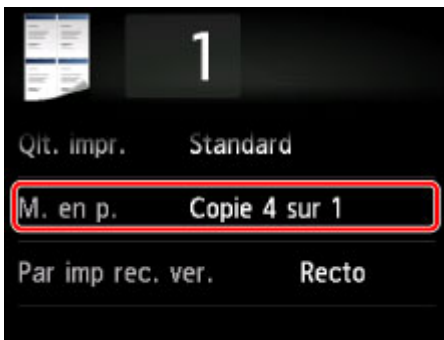 1
Qlt. impr. Standard
M. en p. Copie 4 sur 1
Par imp rec. ver. Recto